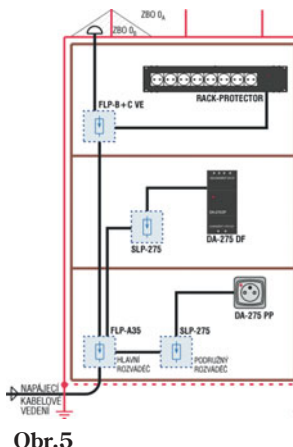 ZBO 0A
ZBO 0B
FLP-B+C VE
RACK-PROTECTOR
SLP-275
DA-275 DF
FLP-A35
SLP-275
DA-275 PP
HLAVNÍ
ROZVADĚČ
PODRUŽNÝ
ROZVADĚČ
NAPÁJECÍ
KABELOVÉ
VEDENÍ
Obr.5